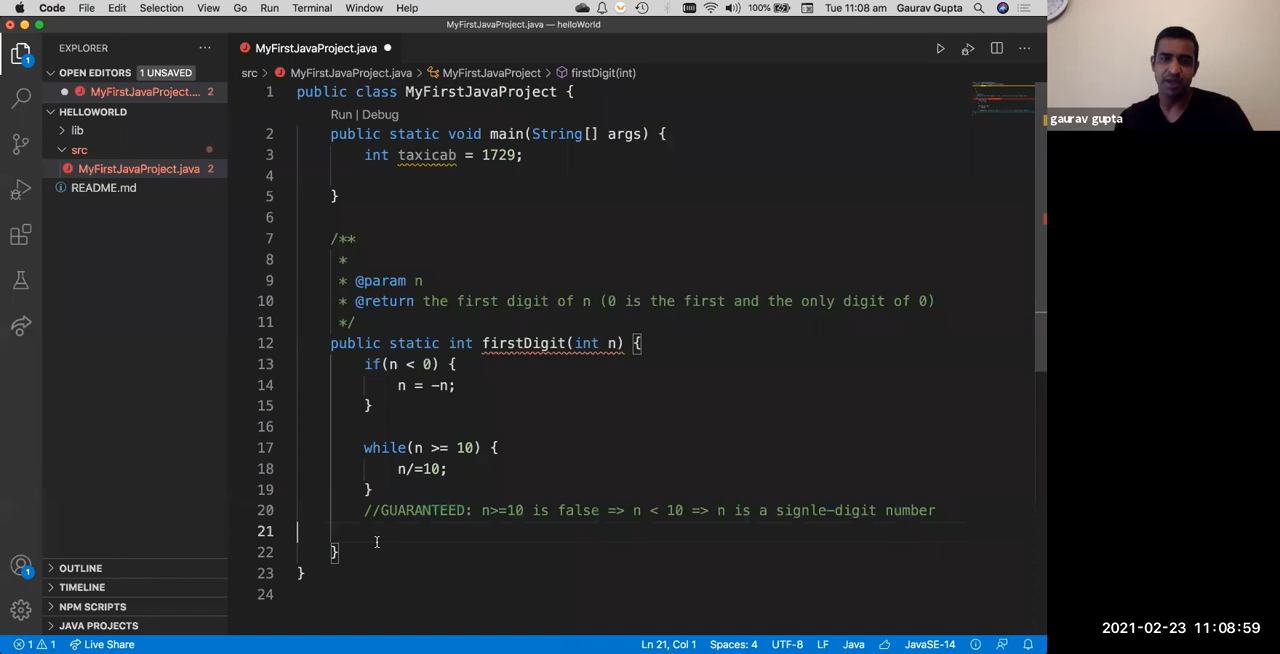 Code File Edit Selection View Go Run Terminal Window Help 100% Tue 11:08 am Gaurav Gupta
MyFirstJavaProject.java — helloWorld
EXPLORER
OPEN EDITORS 1 UNSAVED
MyFirstJavaProject.... 2
HELLOWORLD
lib
src
MyFirstJavaProject.java 2
README.md
OUTLINE
TIMELINE
NPM SCRIPTS
JAVA PROJECTS
1
1
MyFirstJavaProject.java
src > MyFirstJavaProject.java > MyFirstJavaProject > firstDigit(int)
1 public class MyFirstJavaProject {
Run | Debug
2 public static void main(String[] args) {
3 int taxicab = 1729;
4
5 }
6
7 /**
8 *
9 * @param n
10 * @return the first digit of n (0 is the first and the only digit of 0)
11 */
12 public static int firstDigit(int n) {
13 if(n < 0) {
14 n = -n;
15 }
16
17 while(n >= 10) {
18 n/=10;
19 }
20 //GUARANTEED: n>=10 is false => n < 10 => n is a signle-digit number
21
22 }
23 }
24
1 1 Live Share Ln 21, Col 1 Spaces: 4 UTF-8 LF Java JavaSE-14
gaurav gupta
2021-02-23 11:08:59